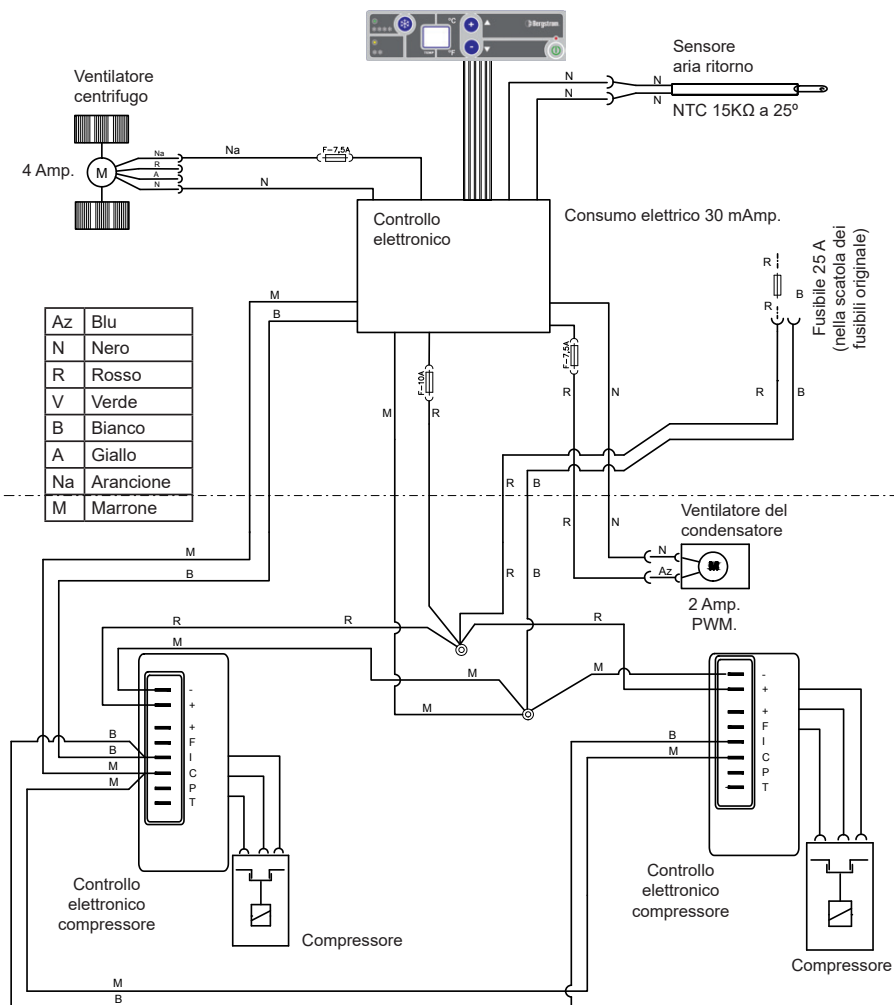 °C
°F
TIMER
Bergstrom
Sensore
aria ritorno
NTC 15KΩ a 25º
N
N
N
N
Ventilatore
centrifugo
4 Amp.
M
Na
R
A
N
Na
N
F-7,5A
Controllo
elettronico
Consumo elettrico 30 mAmp.
R
R
B
Fusibile 25 A
(nella scatola dei
fusibili originale)
M
B
Az Blu
N Nero
R Rosso
V Verde
B Bianco
A Giallo
Na Arancione
M Marrone
F-10A
F-7,5A
M
R
R
N
R
B
R
B
R
N
R
B
M
B
Ventilatore del
condensatore
N
Az
M
2 Amp.
PWM.
R
R
M
R
M
M
M
-
+
+
F
I
C
P
T
B
B
M
M
-
+
+
F
I
C
P
T
B
M
Controllo
elettronico
compressore
Compressore
Controllo
elettronico
compressore
Compressore
M
B